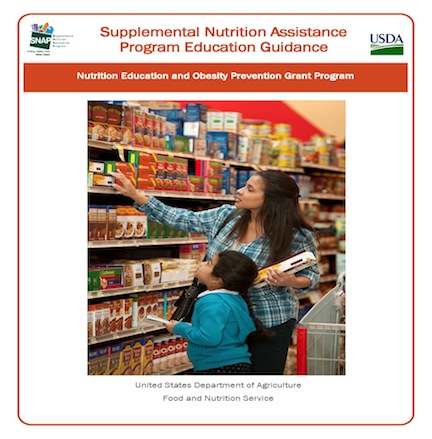 Supplemental Nutrition Assistance
Program Education Guidance
SNAP
USDA
Nutrition Education and Obesity Prevention Grant Program
United States Department of Agriculture
Food and Nutrition Service